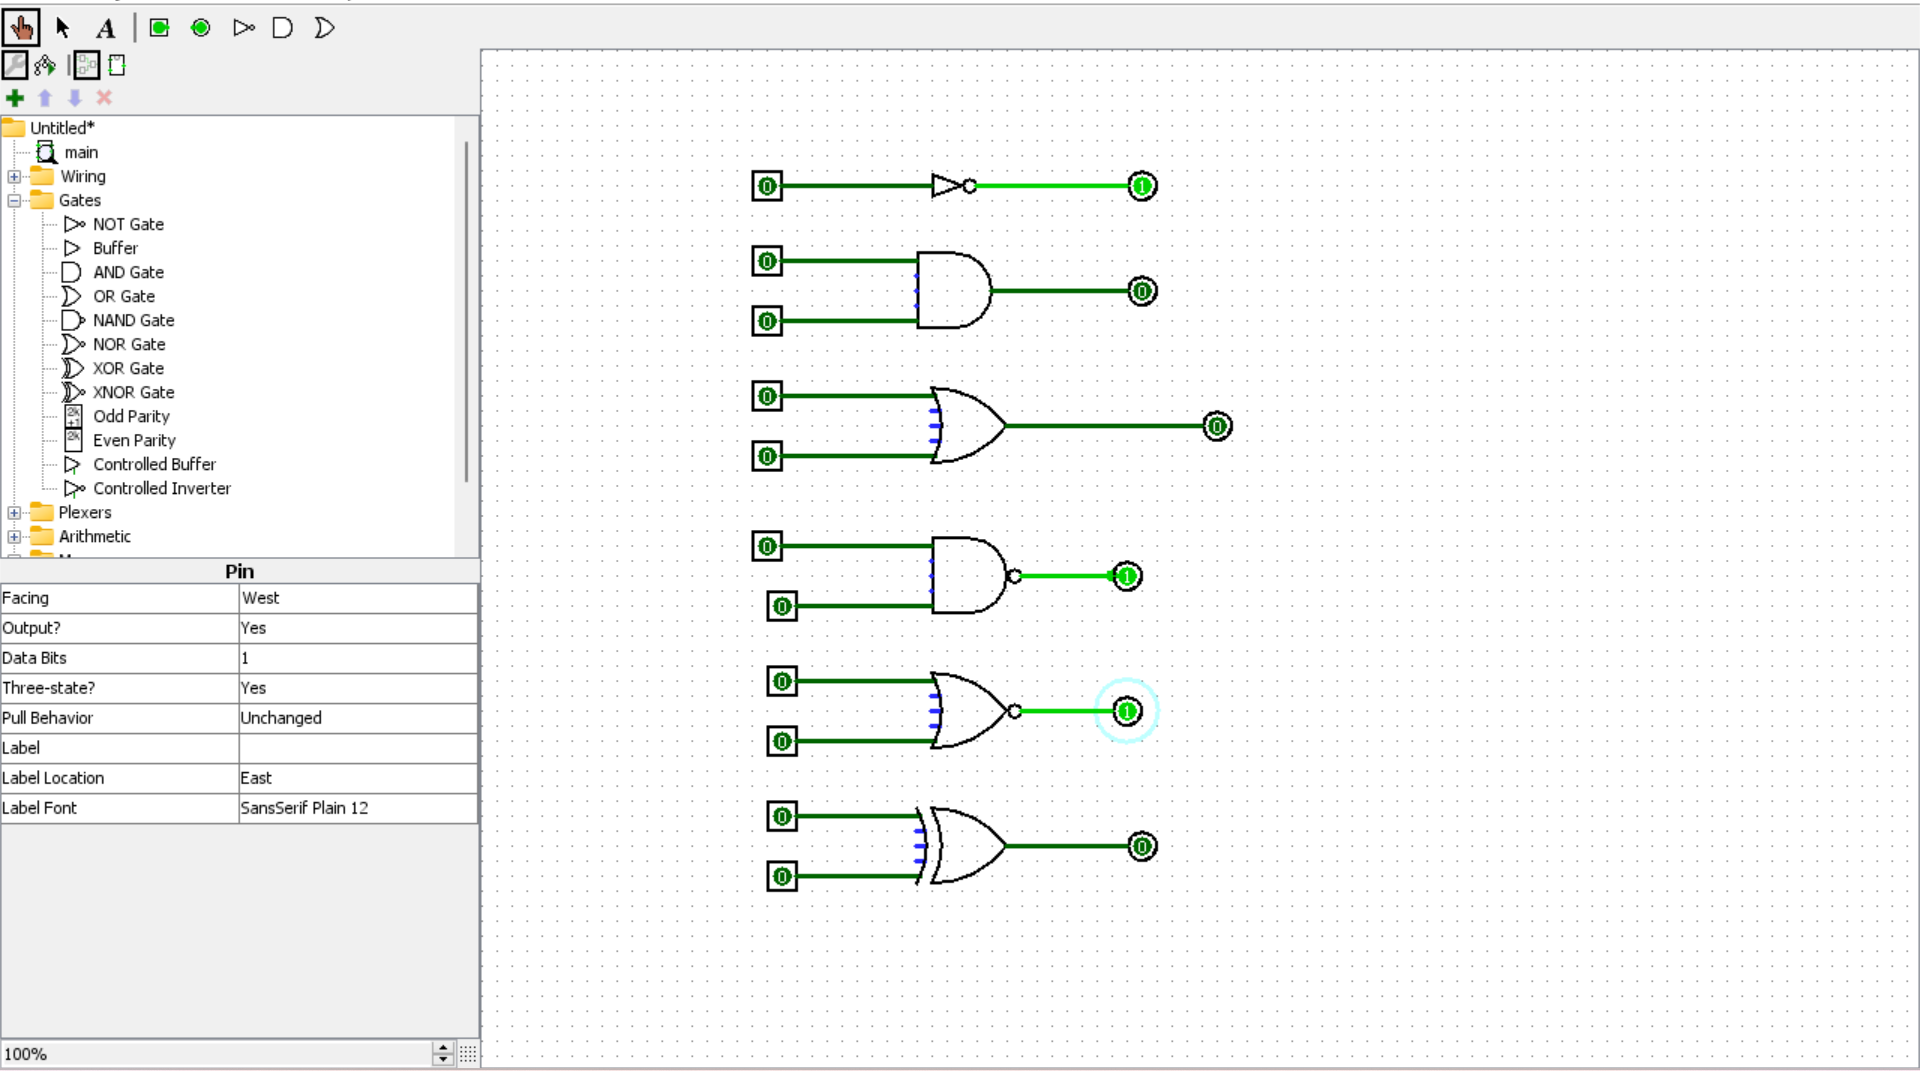 A
Untitled*
main
Wiring
Gates
NOT Gate
Buffer
AND Gate
OR Gate
NAND Gate
NOR Gate
XOR Gate
XNOR Gate
2k
+1
Odd Parity
2k
Even Parity
Controlled Buffer
Controlled Inverter
Plexers
Arithmetic
Pin
Facing West
Output? Yes
Data Bits 1
Three-state? Yes
Pull Behavior Unchanged
Label
Label Location East
Label Font SansSerif Plain 12
100%
0 1
0
0
0
0
0
0
0
1
0
0
1
0
0
0
0